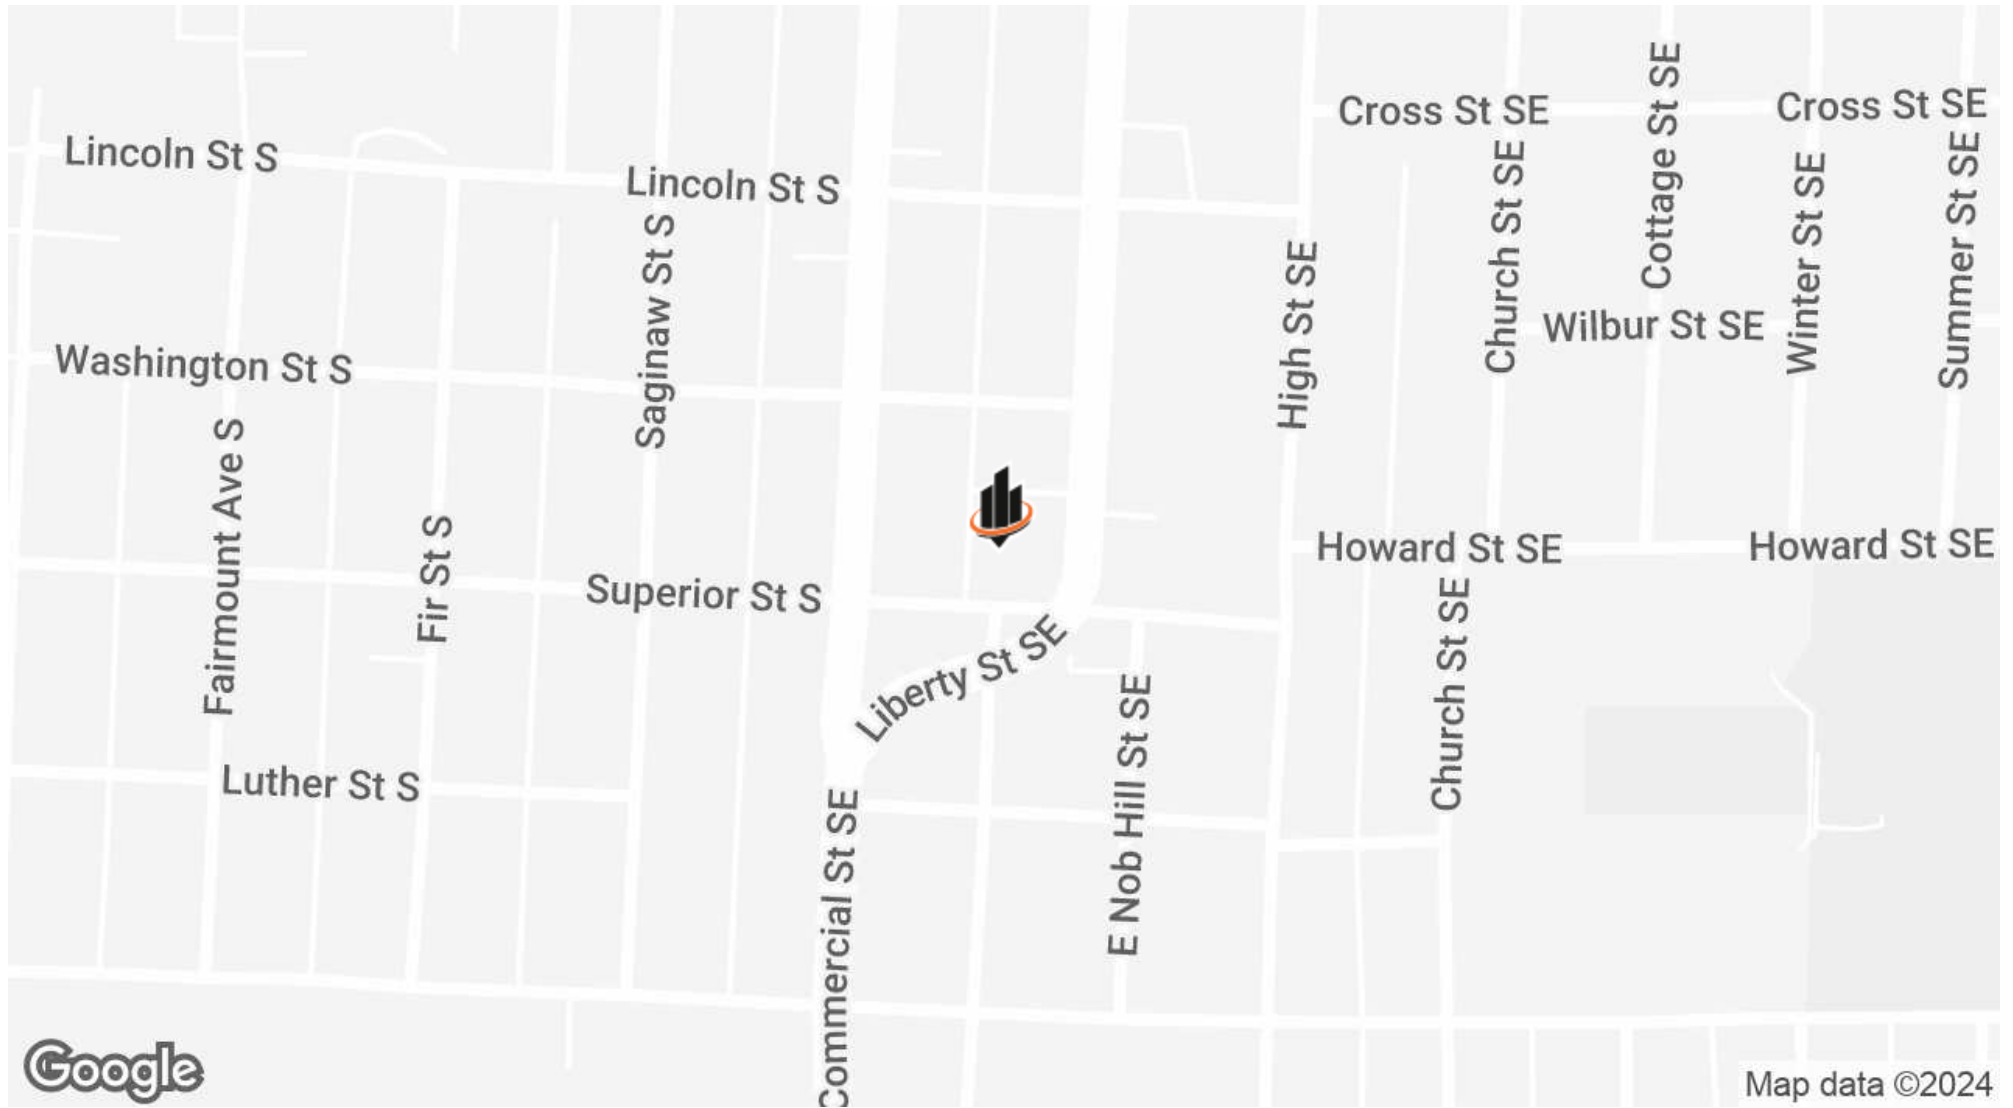 Cross St SE
Cross St SE
Lincoln St S
Lincoln St S
Church St SE
Cottage St SE
Winter St SE
Summer St SE
Saginaw St S
High St SE
Wilbur St SE
Washington St S
Fairmount Ave S
Fir St S
Howard St SE
Howard St SE
Superior St S
Liberty St SE
Church St SE
E Nob Hill St SE
Luther St S
Commercial St SE
Google
Map data ©2024